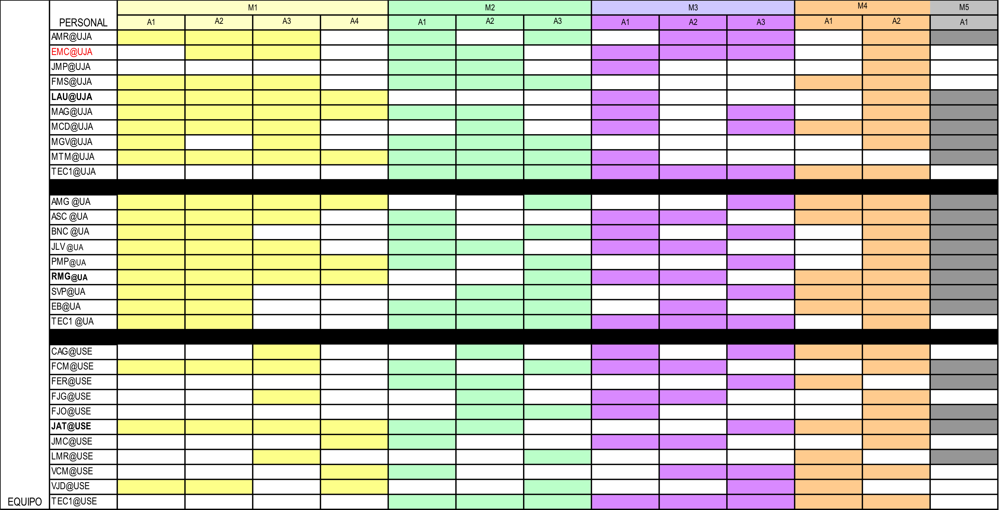 M1 M2 M3 M4 M5
PERSONAL A1 A2 A3 A4 A1 A2 A3 A1 A2 A3 A1 A2 A1
AMR@UJA
EMC@UJA
JMP@UJA
FMS@UJA
LAU@UJA
MAG@UJA
MCD@UJA
MGV@UJA
MTM@UJA
TEC1@UJA
AMG @UA
ASC @UA
BNC @UA
JLV @UA
PMP@UA
RMG@UA
SVP@UA
EB@UA
TEC1 @UA
CAG@USE
FCM@USE
FER@USE
FJG@USE
FJO@USE
JAT@USE
JMC@USE
LMR@USE
VCM@USE
VJD@USE
EQUIPO TEC1@USE